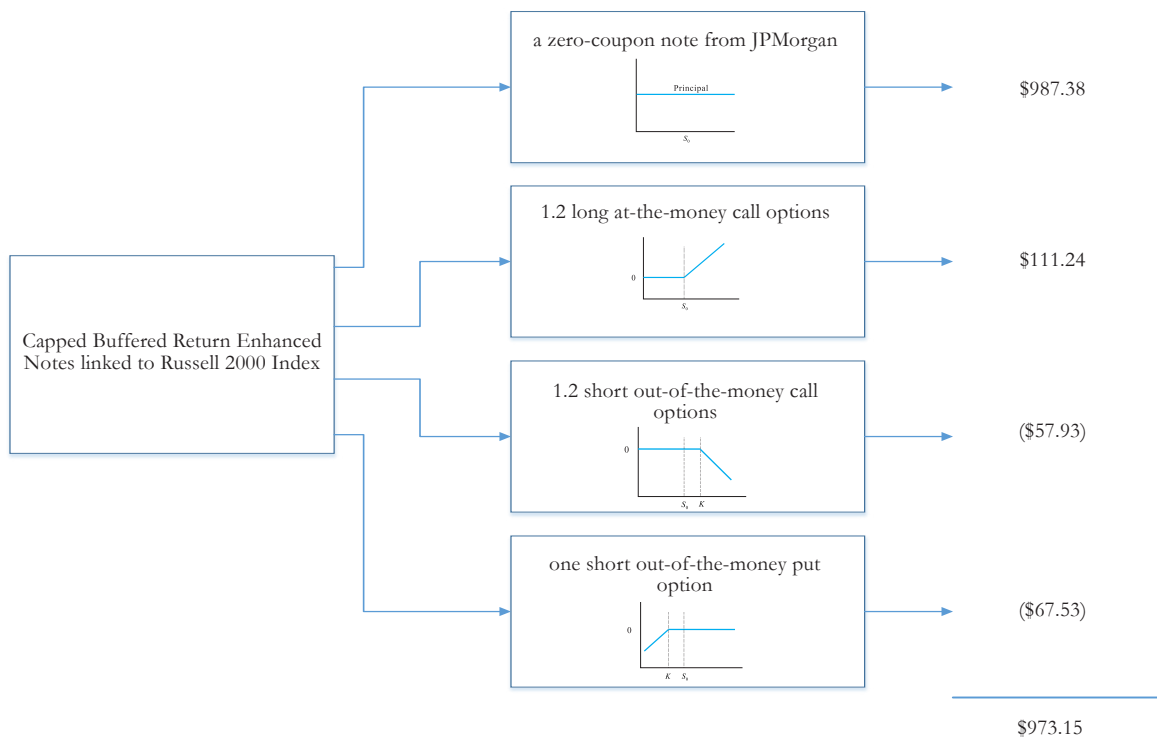 a zero-coupon note from JPMorgan
Principal
S₀
$987.38
1.2 long at-the-money call options
0
S₀
$111.24
Capped Buffered Return Enhanced
Notes linked to Russell 2000 Index
1.2 short out-of-the-money call
options
0
S₀ K
($57.93)
one short out-of-the-money put
option
0
K S₀
($67.53)
$973.15